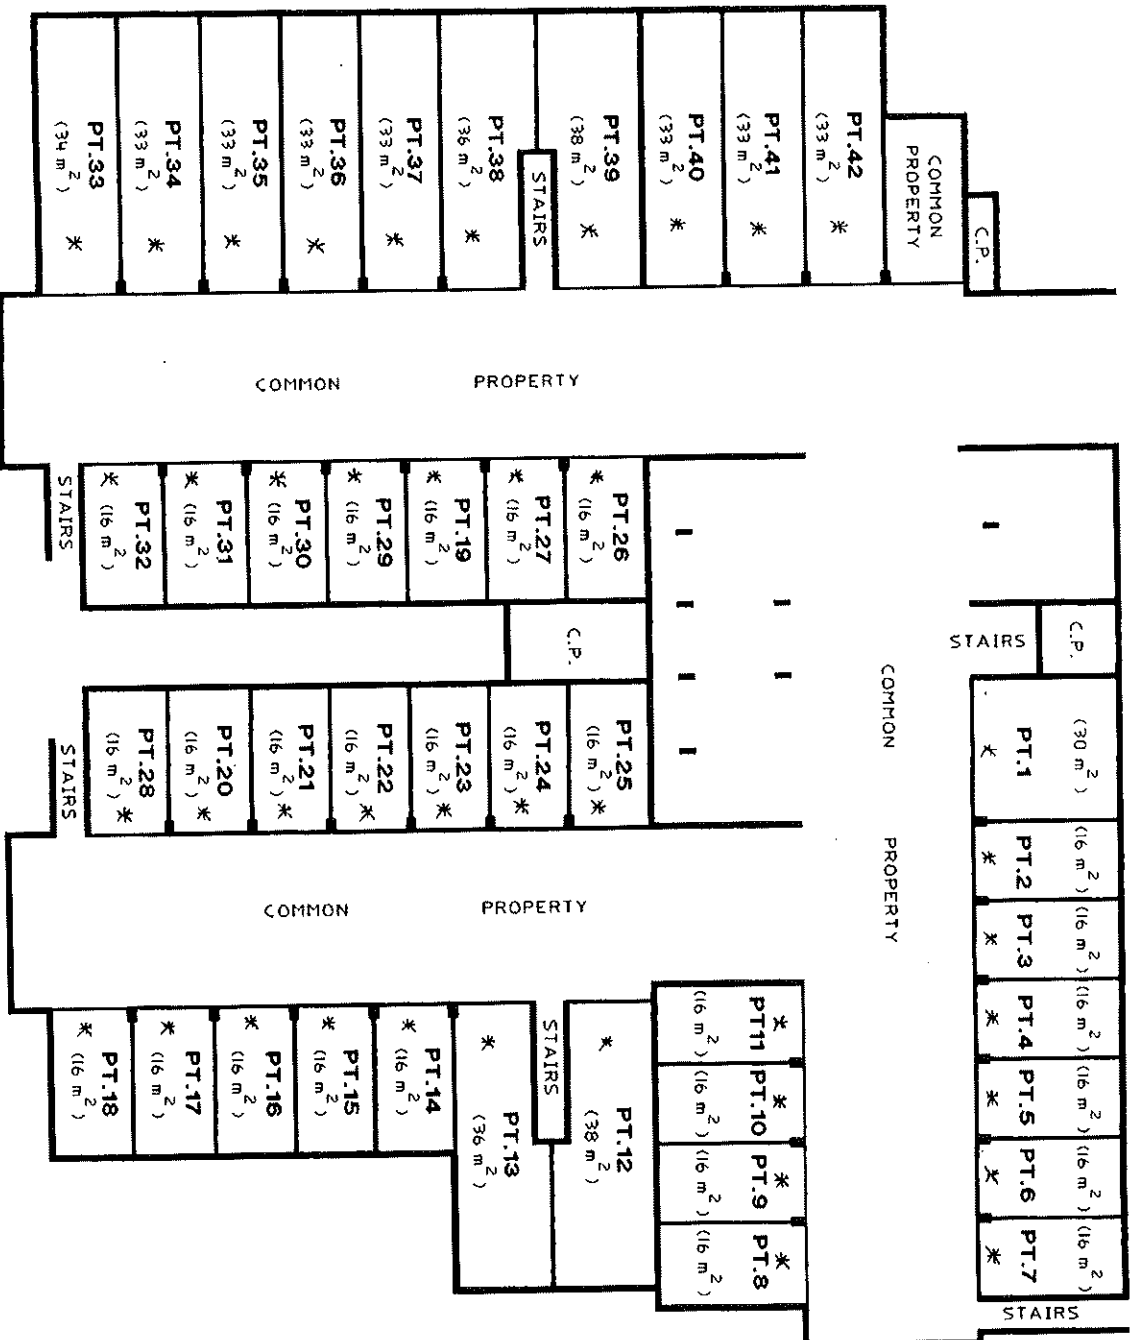 PT.33
(34 m²)
*
PT.34
(33 m²)
*
PT.35
(33 m²)
*
PT.36
(33 m²)
*
PT.37
(33 m²)
*
PT.38
(36 m²)
*
STAIRS
PT.39
(38 m²)
*
PT.40
(33 m²)
*
PT.41
(33 m²)
*
PT.42
(33 m²)
*
COMMON
PROPERTY
C.P.
COMMON PROPERTY
STAIRS
PT.32
(16 m²)
*
PT.31
(16 m²)
*
PT.30
(16 m²)
*
PT.29
(16 m²)
*
PT.19
(16 m²)
*
PT.27
(16 m²)
*
PT.26
(16 m²)
*
C.P.
STAIRS
C.P.
COMMON PROPERTY
STAIRS
PT.28
(16 m²)
*
PT.20
(16 m²)
*
PT.21
(16 m²)
*
PT.22
(16 m²)
*
PT.23
(16 m²)
*
PT.24
(16 m²)
*
PT.25
(16 m²)
*
(30 m²)
PT.1
*
(16 m²)
PT.2
*
(16 m²)
PT.3
*
(16 m²)
PT.4
*
(16 m²)
PT.5
*
(16 m²)
PT.6
*
(16 m²)
PT.7
*
STAIRS
COMMON PROPERTY
PT.18
(16 m²)
*
PT.17
(16 m²)
*
PT.16
(16 m²)
*
PT.15
(16 m²)
*
PT.14
(16 m²)
*
PT.13
(36 m²)
*
STAIRS
PT.12
(38 m²)
*
PT11
(16 m²)
*
PT.10
(16 m²)
*
PT.9
(16 m²)
*
PT.8
(16 m²)
*